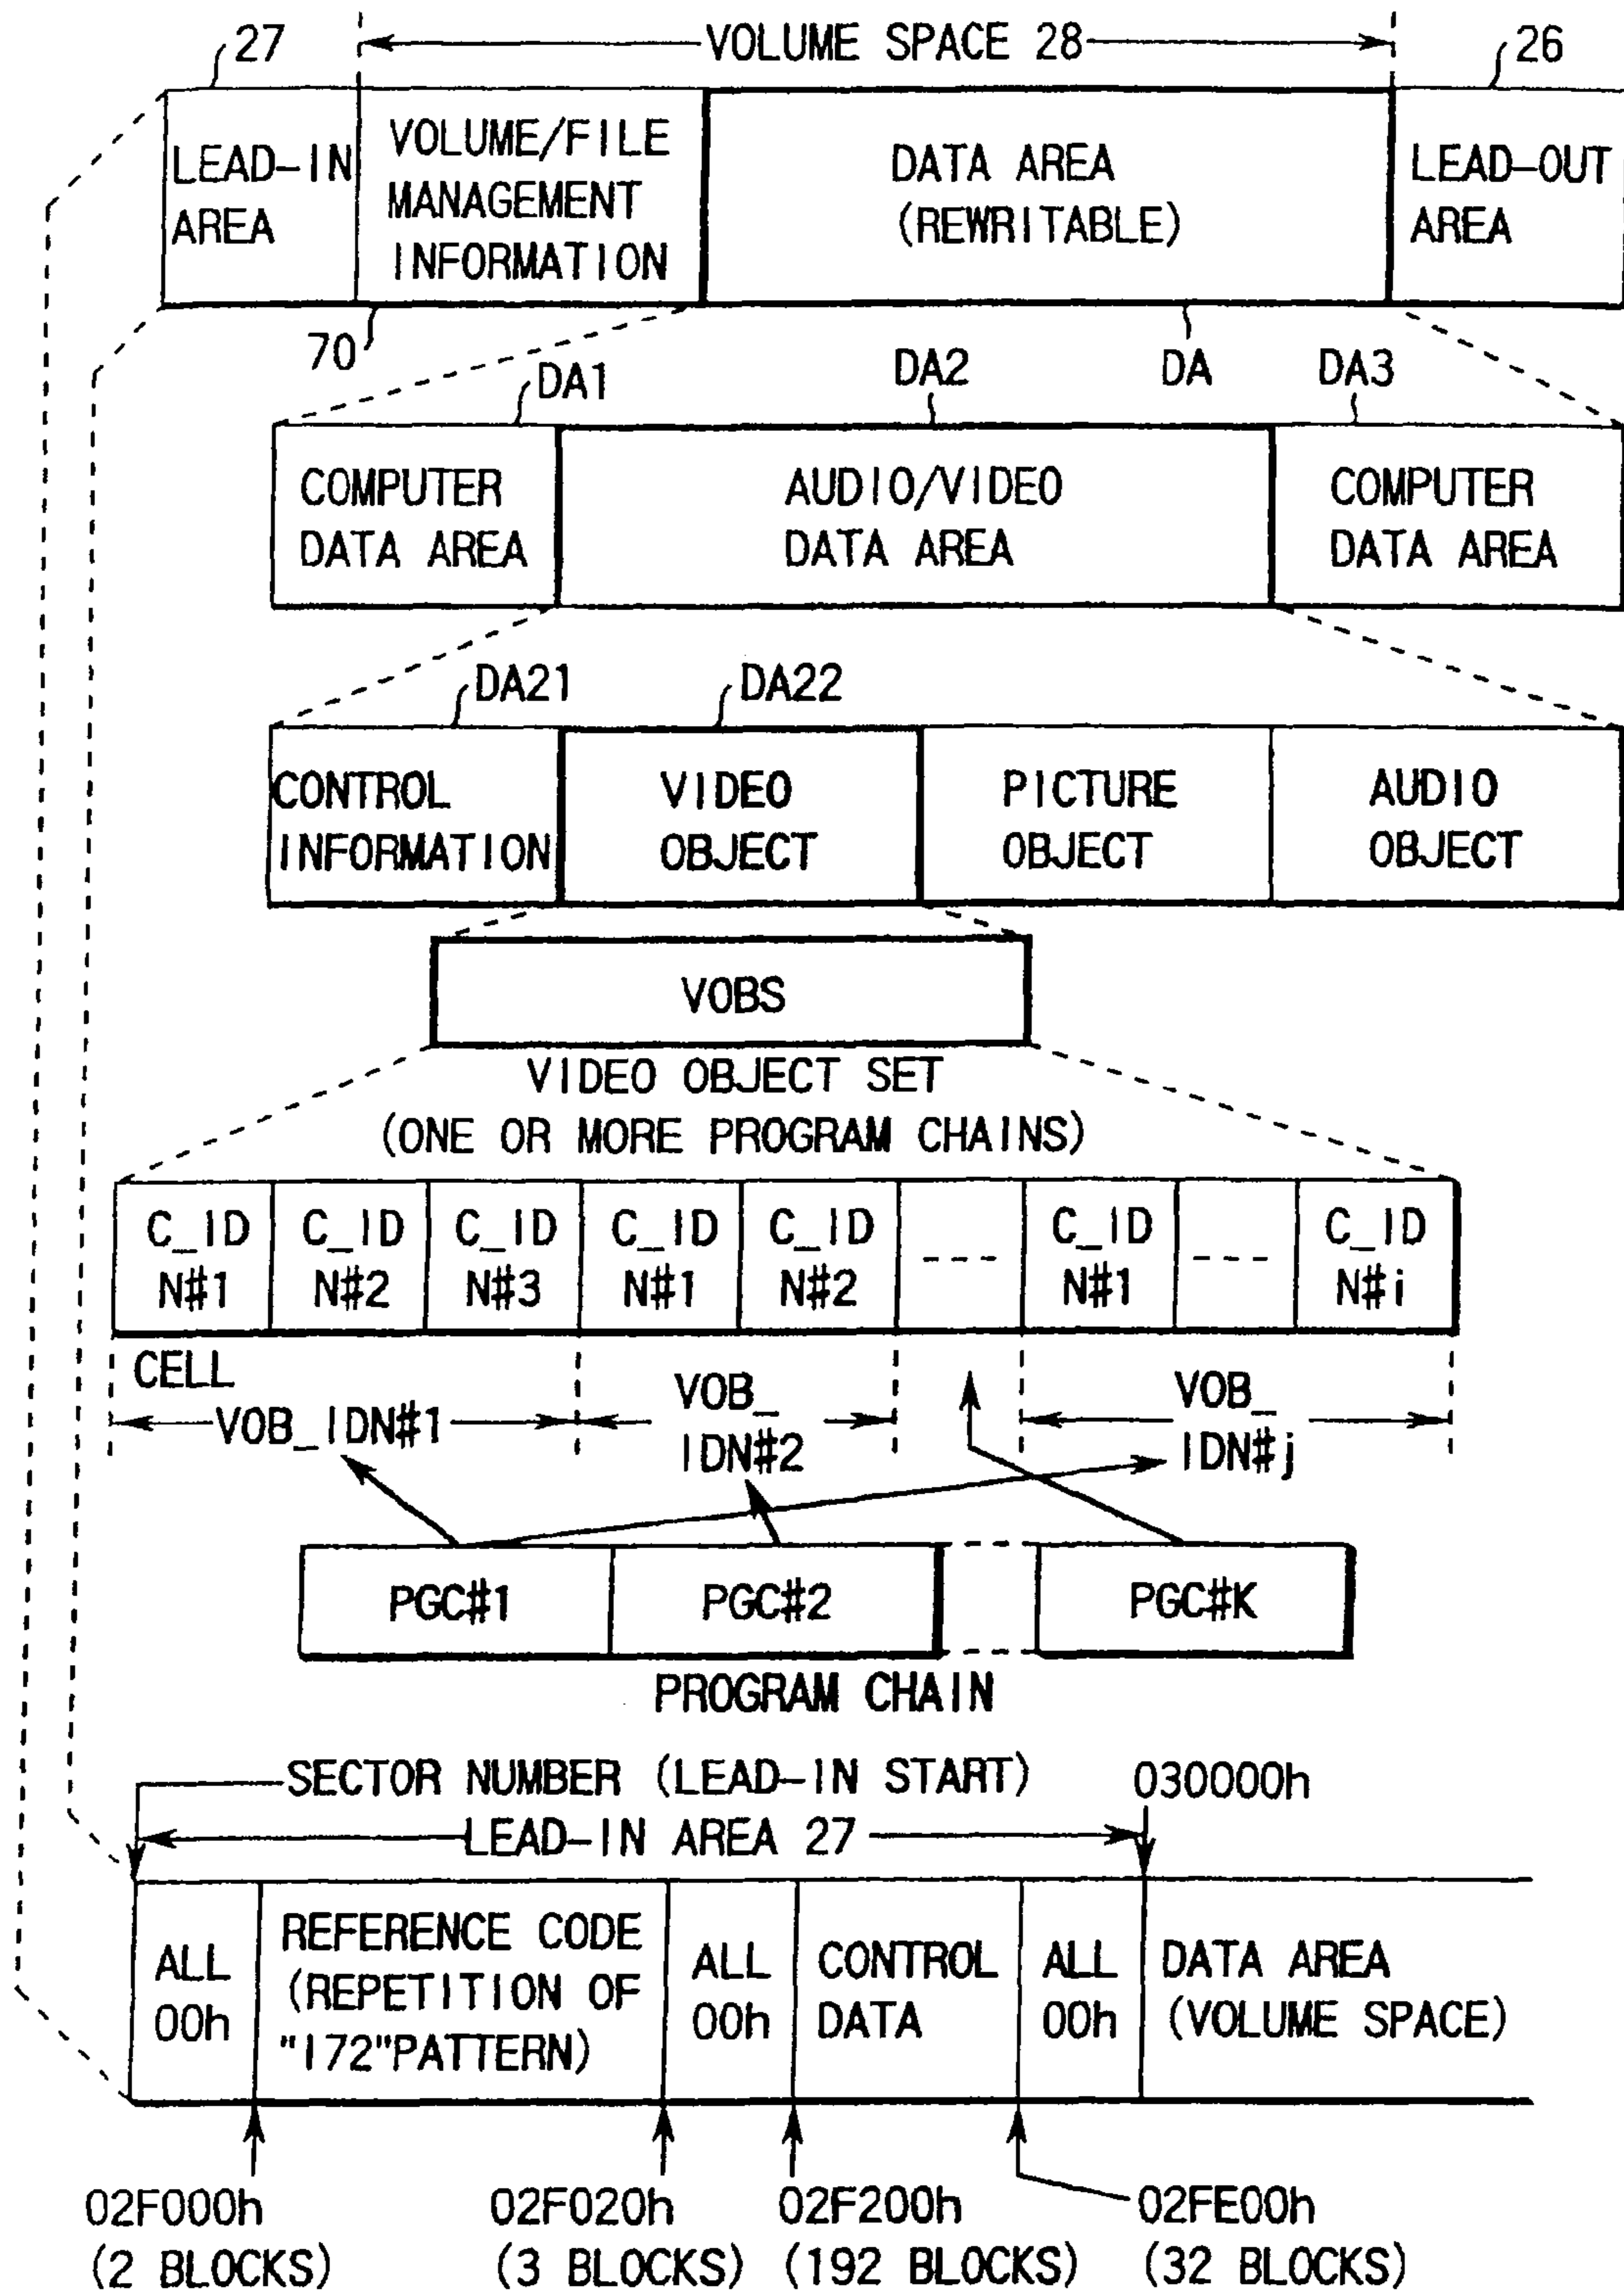 27
VOLUME SPACE 28
26
LEAD-IN
AREA
VOLUME/FILE
MANAGEMENT
INFORMATION
DATA AREA
(REWRITABLE)
LEAD-OUT
AREA
70
DA1
DA2
DA
DA3
COMPUTER
DATA AREA
AUDIO/VIDEO
DATA AREA
COMPUTER
DATA AREA
DA21
DA22
CONTROL
INFORMATION
VIDEO
OBJECT
PICTURE
OBJECT
AUDIO
OBJECT
VOBS
VIDEO OBJECT SET
(ONE OR MORE PROGRAM CHAINS)
C_ID
N#1
C_ID
N#2
C_ID
N#3
C_ID
N#1
C_ID
N#2
----
C_ID
N#1
----
C_ID
N#i
CELL
VOB_IDN#1
VOB_
IDN#2
VOB_
IDN#j
PGC#1
PGC#2
PGC#K
PROGRAM CHAIN
SECTOR NUMBER (LEAD-IN START)
030000h
LEAD-IN AREA 27
ALL
00h
REFERENCE CODE
(REPETITION OF
"172"PATTERN)
ALL
00h
CONTROL
DATA
ALL
00h
DATA AREA
(VOLUME SPACE)
02F000h
(2 BLOCKS)
02F020h
(3 BLOCKS)
02F200h
(192 BLOCKS)
02FE00h
(32 BLOCKS)